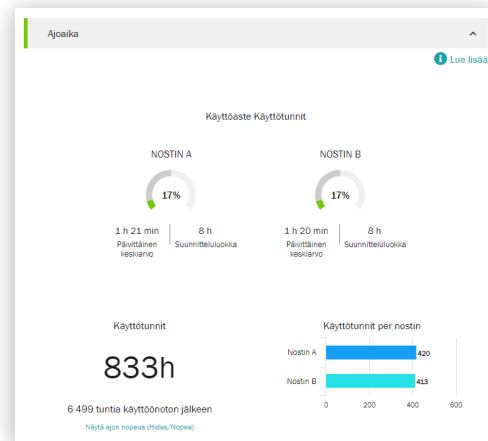 Ajoaika
Lue lisää
Käyttöaste Käyttötunnit
NOSTIN A
17%
1 h 21 min
Päivittäinen
keskiarvo
8 h
Suunnitteluluokka
NOSTIN B
17%
1 h 20 min
Päivittäinen
keskiarvo
8 h
Suunnitteluluokka
Käyttötunnit
833h
6 499 tuntia käyttöönoton jälkeen
Näytä ajon nopeus (Hidas/Nopea)
Käyttötunnit per nostin
Nostin A
420
Nostin B
413
0 200 400 600